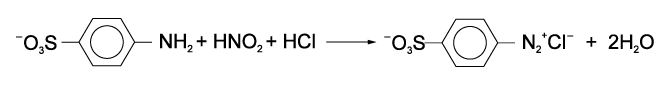 ⁻O₃S NH₂ + HNO₂ + HCl ⁻O₃S N₂⁺Cl⁻ + 2H₂O